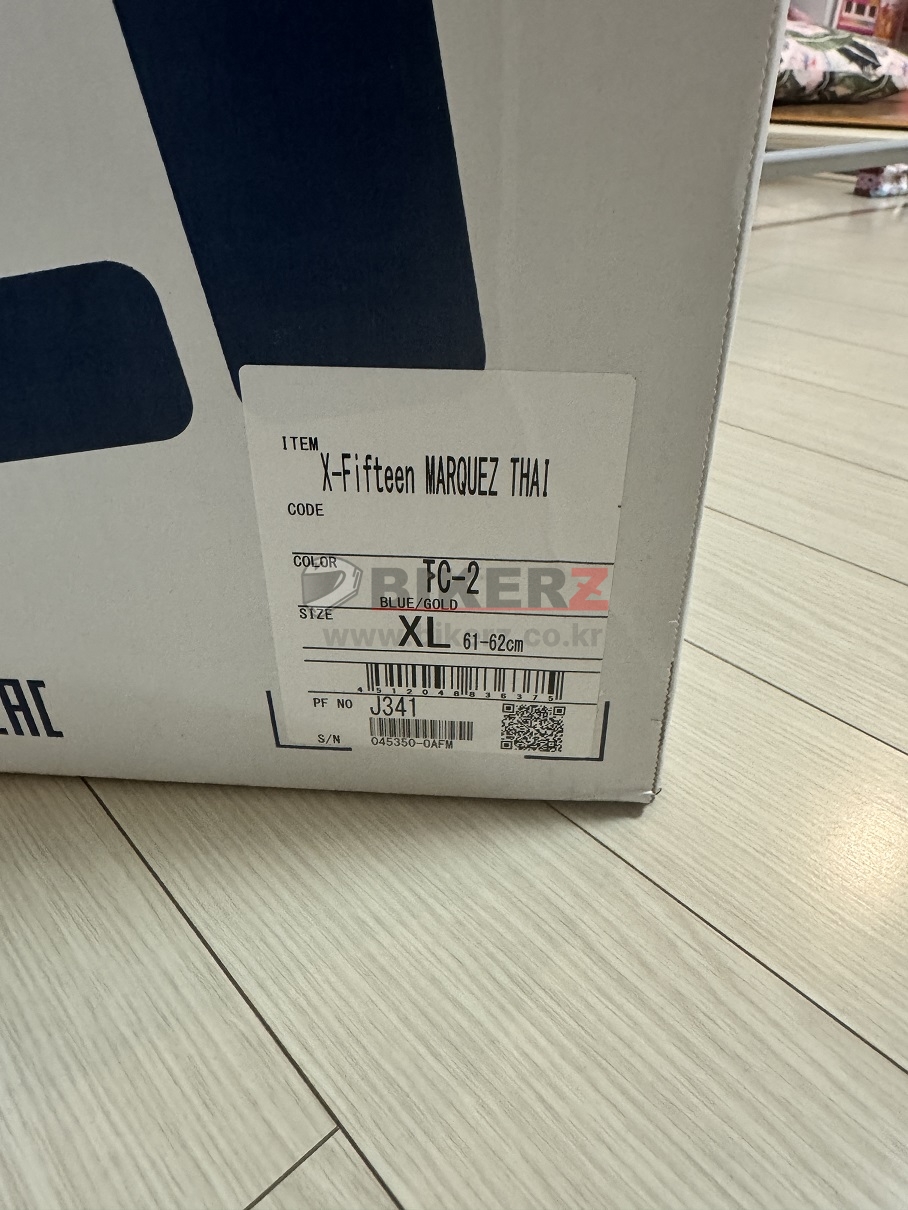 ITEM
X-Fifteen MARQUEZ THAI
CODE
COLOR
TC-2
BLUE/GOLD
BIKERZ
SIZE
XL 61-62cm
www.bikerz.co.kr
4512048836375
PF NO J341
S/N 045350-0AFM